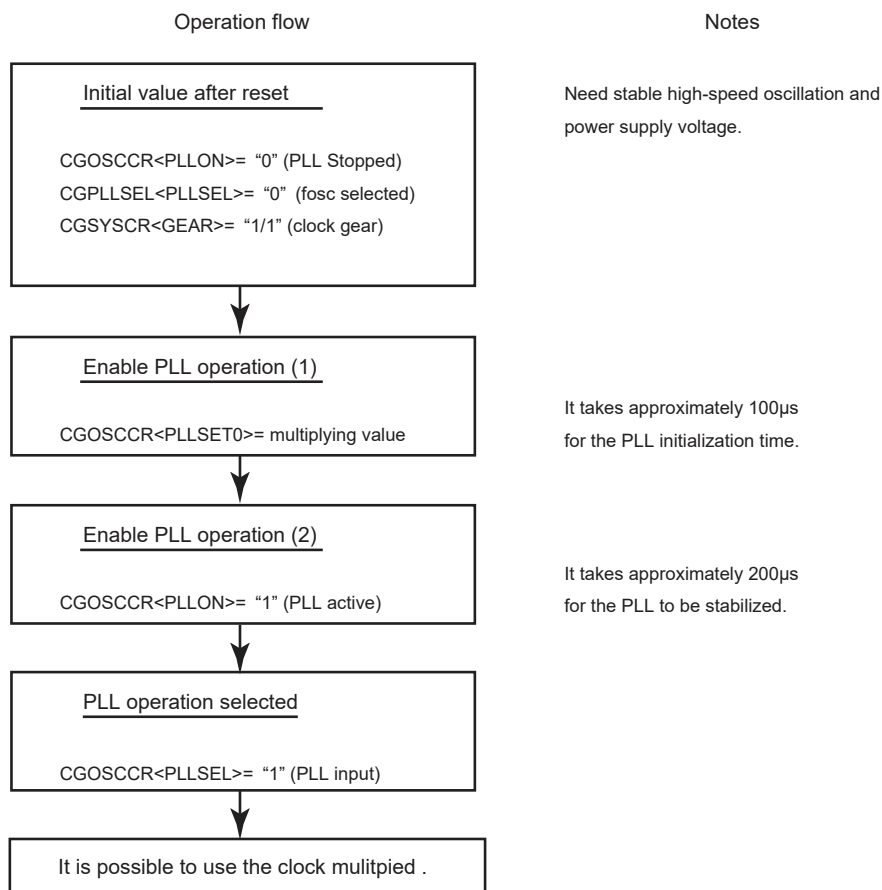 Operation flow
Notes
Initial value after reset
CGOSCCR<PLLON>= “0” (PLL Stopped)
CGPLLSEL<PLLSEL>= “0” (fosc selected)
CGSYSCR<GEAR>= “1/1” (clock gear)
Need stable high-speed oscillation and
power supply voltage.
Enable PLL operation (1)
CGOSCCR<PLLSET0>= multiplying value
It takes approximately 100µs
for the PLL initialization time.
Enable PLL operation (2)
CGOSCCR<PLLON>= “1” (PLL active)
It takes approximately 200µs
for the PLL to be stabilized.
PLL operation selected
CGOSCCR<PLLSEL>= “1” (PLL input)
It is possible to use the clock mulitpied .